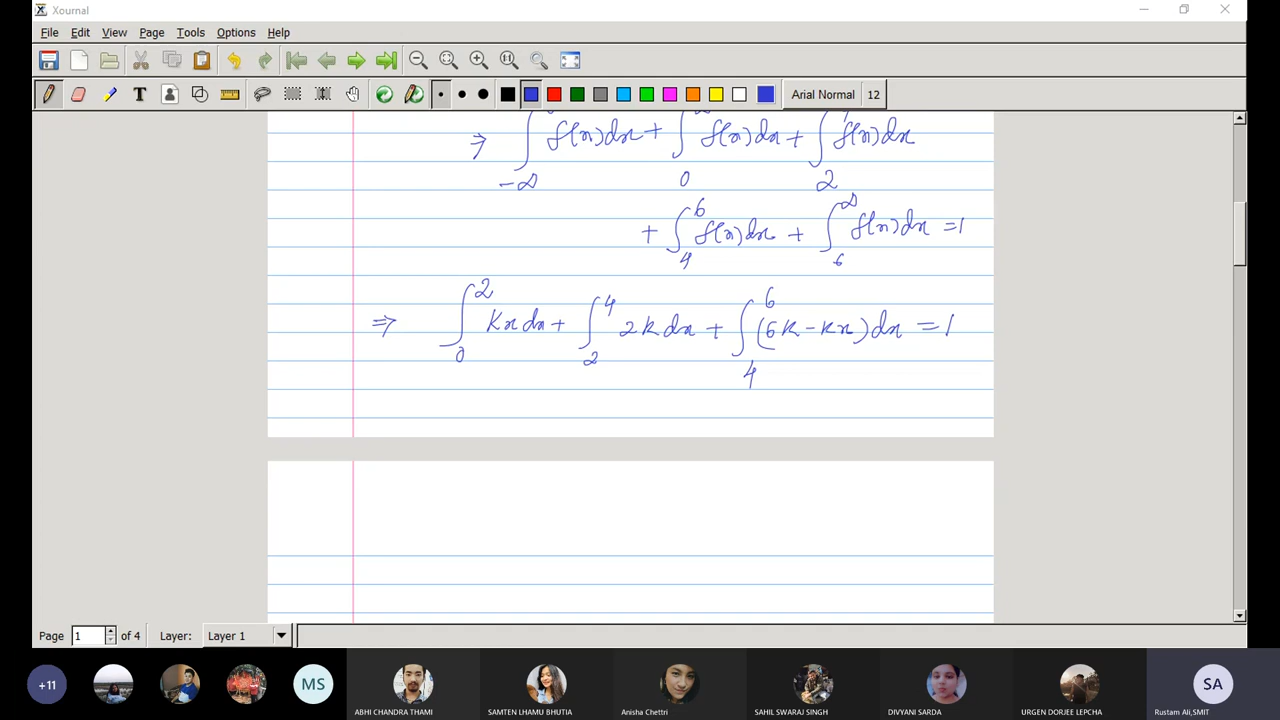 Xournal
File Edit View Page Tools Options Help
Arial Normal 12
⇒ ∫_{-∞} f(x)dx + ∫_{0} f(x)dx + ∫_{2} f(x)dx
+ ∫_{4}^{6} f(x)dx + ∫_{6}^{∞} f(x)dx = 1
⇒ ∫_{0}^{2} kx dx + ∫_{2}^{4} 2k dx + ∫_{4}^{6} (6k - kx) dx = 1
Page 1 of 4 Layer: Layer 1
+11 MS SA
ABHI CHANDRA THAMI SAMTEN LHAMU BHUTIA Anisha Chettri SAHIL SWARAJ SINGH DIVYANI SARDA URGEN DORJEE LEPCHA Rustam Ali,SMIT